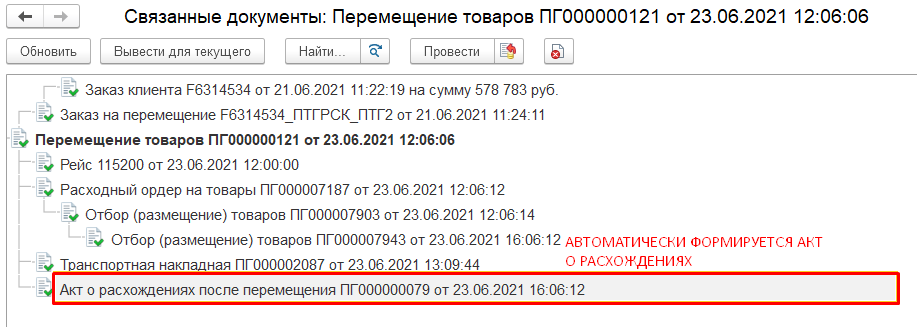 Связанные документы: Перемещение товаров ПГ000000121 от 23.06.2021 12:06:06
Обновить Вывести для текущего Найти... Провести
Заказ клиента F6314534 от 21.06.2021 11:22:19 на сумму 578 783 руб.
Заказ на перемещение F6314534_ПТГРСК_ПТГ2 от 21.06.2021 11:24:11
Перемещение товаров ПГ000000121 от 23.06.2021 12:06:06
Рейс 115200 от 23.06.2021 12:00:00
Расходный ордер на товары ПГ000007187 от 23.06.2021 12:06:12
Отбор (размещение) товаров ПГ000007903 от 23.06.2021 12:06:14
Отбор (размещение) товаров ПГ000007943 от 23.06.2021 16:06:12
АВТОМАТИЧЕСКИ ФОРМИРУЕТСЯ АКТ
О РАСХОЖДЕНИЯХ
Транспортная накладная ПГ000002087 от 23.06.2021 13:09:44
Акт о расхождениях после перемещения ПГ000000079 от 23.06.2021 16:06:12